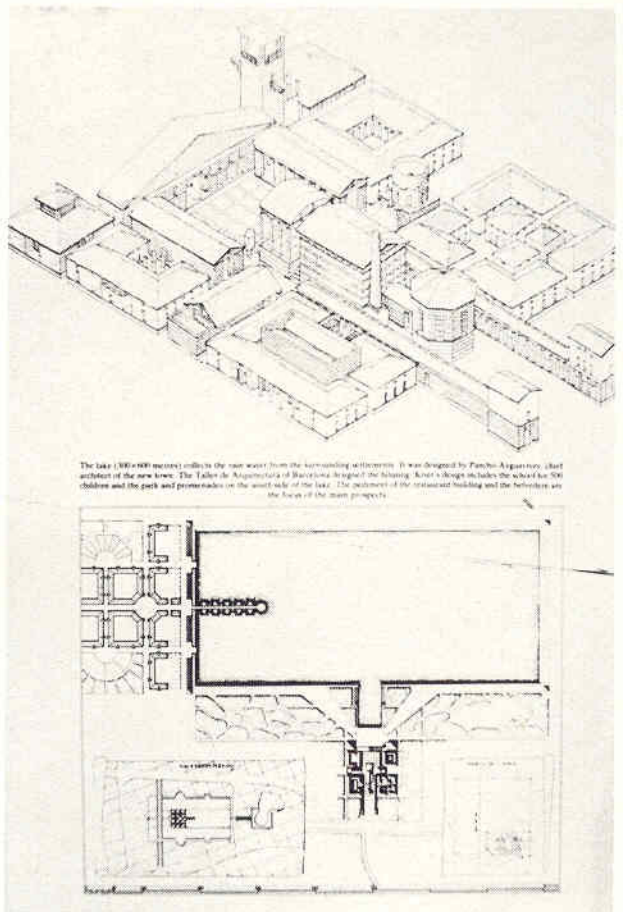 The lake (300×600 metres) collects the rain water from the surrounding settlements. It was designed by Pancho Ayguavives, chief
architect of the new town. The Taller de Arquitectura of Barcelona designed the housing. Krier's design includes the school for 500
children and the park and promenades on the south side of the lake. The pediment of the restaurant building and the belvedere are
the focus of the main prospects.